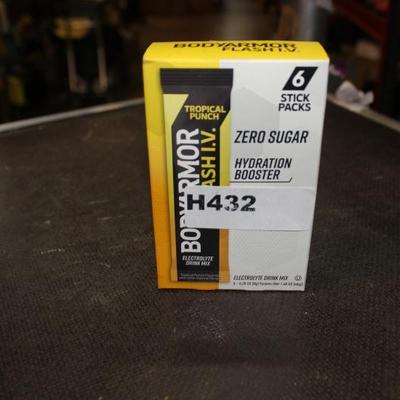 BODYARMOR
FLASH I.V.
6
STICK
PACKS
TROPICAL
PUNCH
BODYARMOR
FLASH I.V.
ZERO SUGAR
HYDRATION
BOOSTER
H432
ELECTROLYTE
DRINK MIX
ELECTROLYTE DRINK MIX